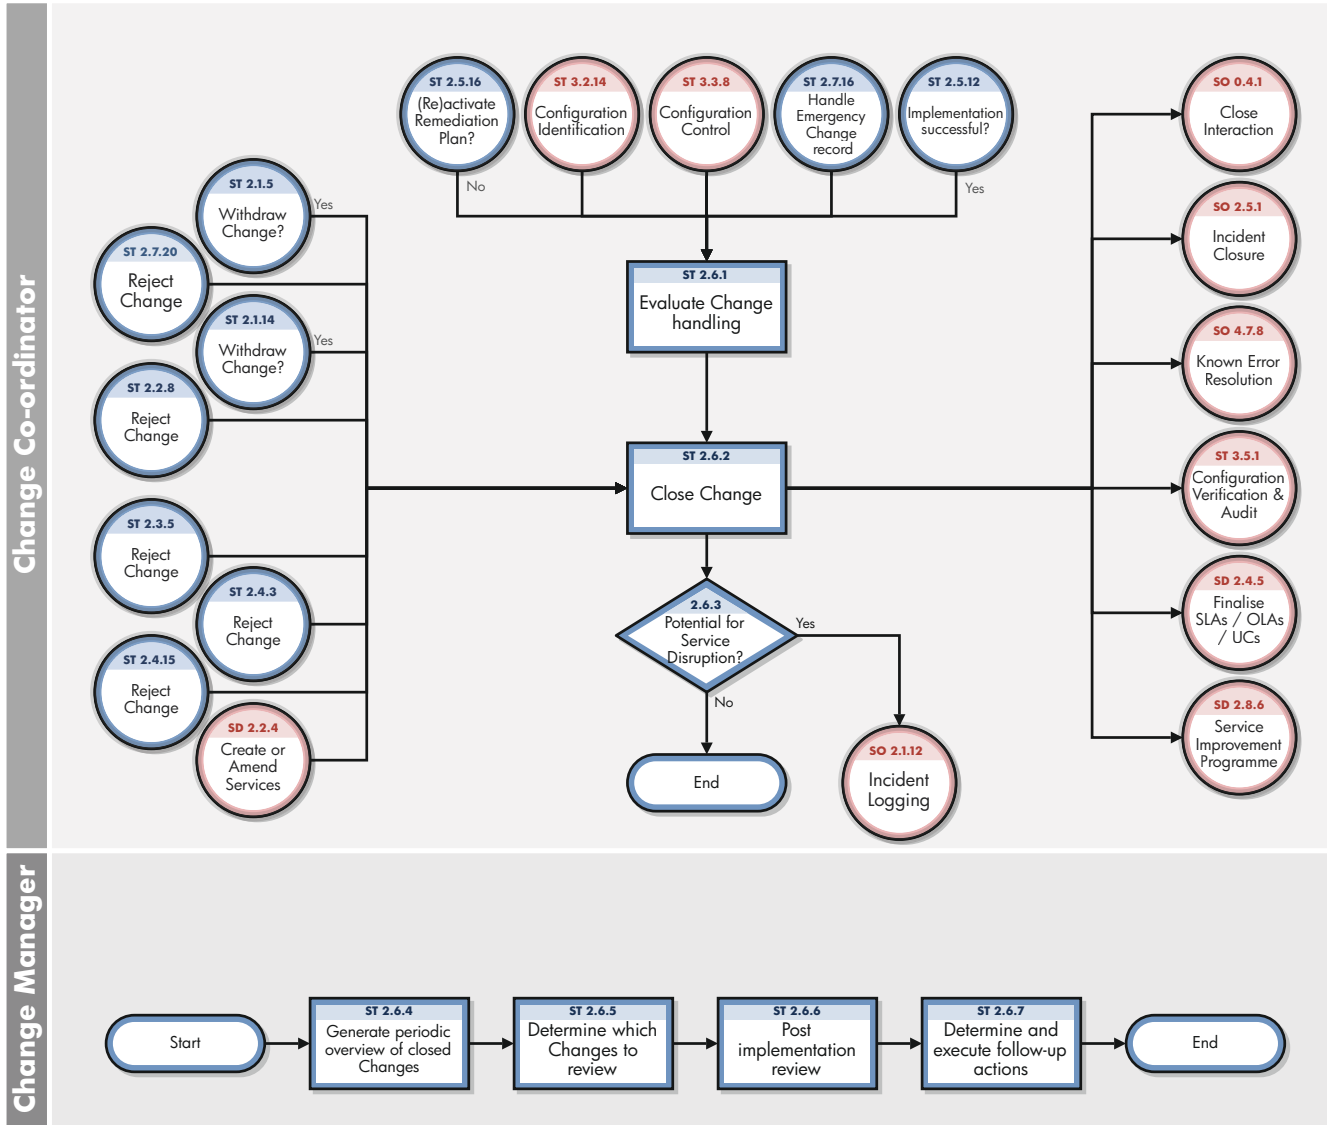 Change Co-ordinator
ST 2.5.16
(Re)activate
Remediation
Plan?
No
ST 3.2.14
Configuration
Identification
ST 3.3.8
Configuration
Control
ST 2.7.16
Handle
Emergency
Change
record
ST 2.5.12
Implementation
successful?
Yes
ST 2.1.5
Withdraw
Change?
Yes
ST 2.7.20
Reject
Change
ST 2.1.14
Withdraw
Change?
Yes
ST 2.2.8
Reject
Change
ST 2.3.5
Reject
Change
ST 2.4.3
Reject
Change
ST 2.4.15
Reject
Change
SD 2.2.4
Create or
Amend
Services
ST 2.6.1
Evaluate Change
handling
ST 2.6.2
Close Change
2.6.3
Potential for
Service
Disruption?
Yes
No
End
SO 2.1.12
Incident
Logging
SO 0.4.1
Close
Interaction
SO 2.5.1
Incident
Closure
SO 4.7.8
Known Error
Resolution
ST 3.5.1
Configuration
Verification &
Audit
SD 2.4.5
Finalise
SLAs / OLAs
/ UCs
SD 2.8.6
Service
Improvement
Programme
Change Manager
Start
ST 2.6.4
Generate periodic
overview of closed
Changes
ST 2.6.5
Determine which
Changes to
review
ST 2.6.6
Post
implementation
review
ST 2.6.7
Determine and
execute follow-up
actions
End